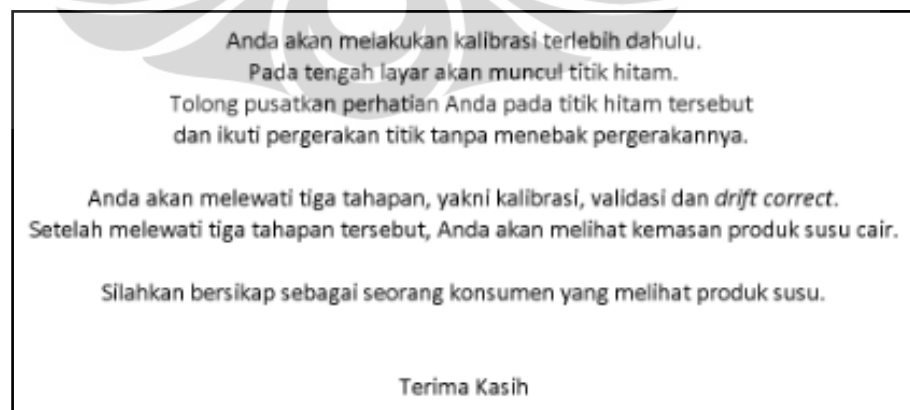 Anda akan melakukan kalibrasi terlebih dahulu.
Pada tengah layar akan muncul titik hitam.
Tolong pusatkan perhatian Anda pada titik hitam tersebut
dan ikuti pergerakan titik tanpa menebak pergerakannya.
Anda akan melewati tiga tahapan, yakni kalibrasi, validasi dan drift correct.
Setelah melewati tiga tahapan tersebut, Anda akan melihat kemasan produk susu cair.
Silahkan bersikap sebagai seorang konsumen yang melihat produk susu.
Terima Kasih